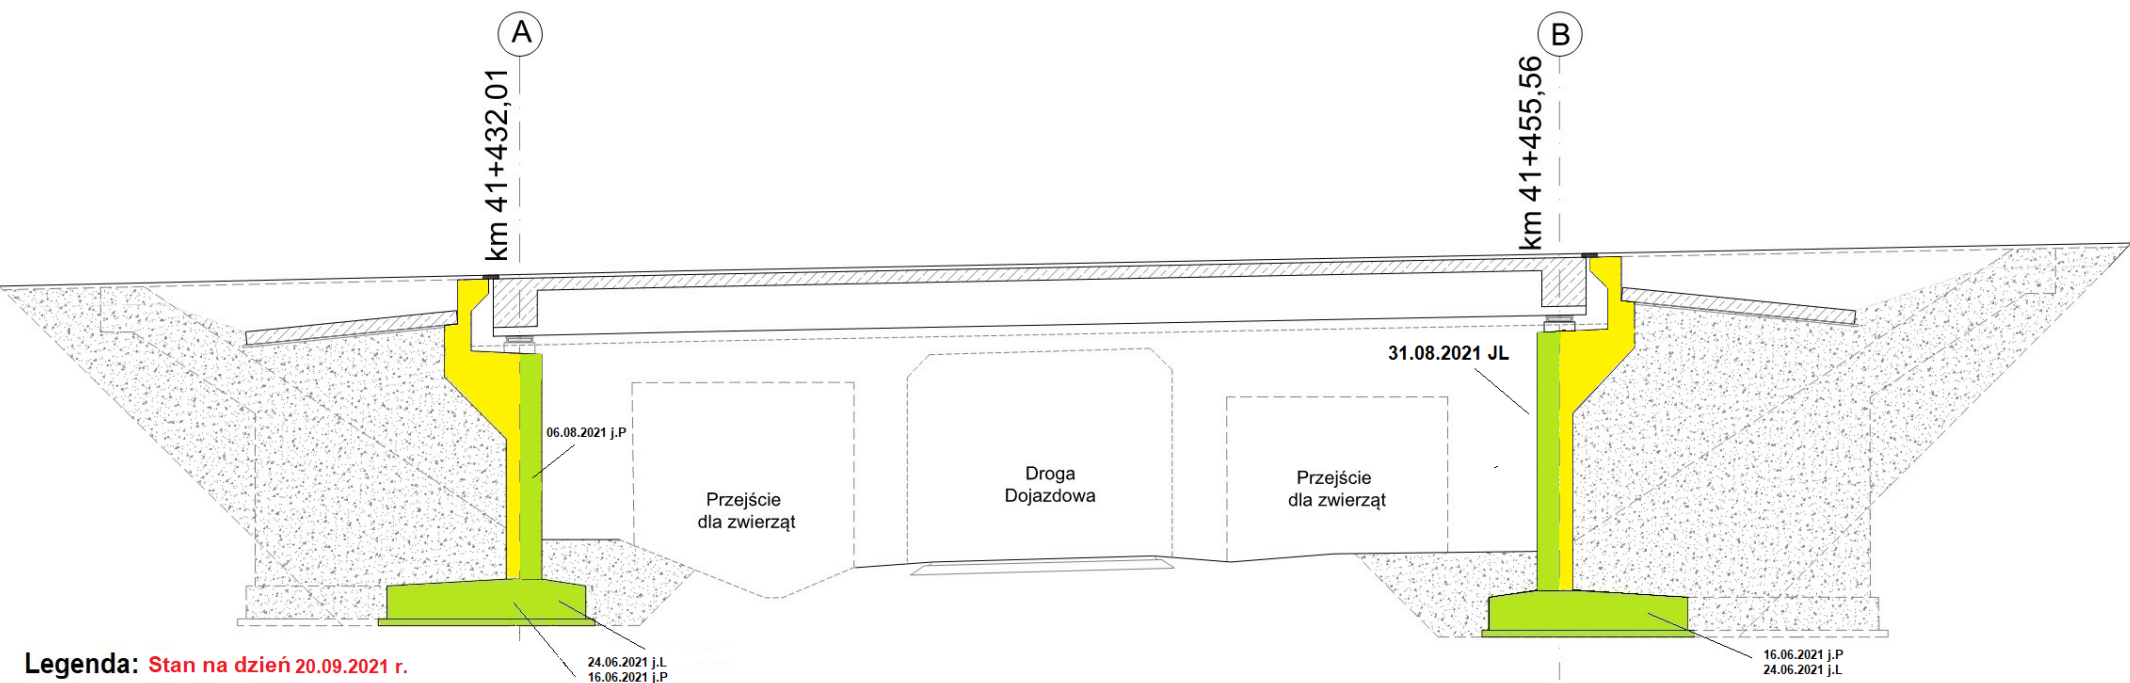 A
B
km 41+432,01
km 41+455,56
31.08.2021 JL
06.08.2021 j.P
Przejście
dla zwierząt
Droga
Dojazdowa
Przejście
dla zwierząt
24.06.2021 j.L
16.06.2021 j.P
16.06.2021 j.P
24.06.2021 j.L
Legenda: Stan na dzień 20.09.2021 r.